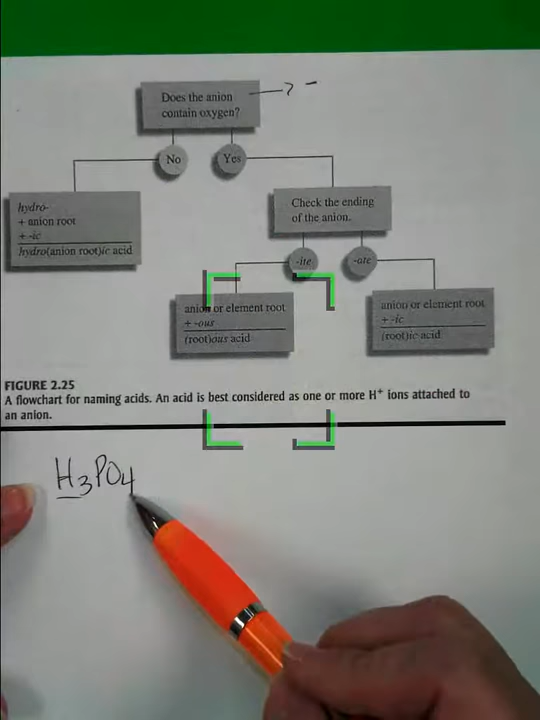 Does the anion
contain oxygen?
No
Yes
hydro-
+ anion root
+ -ic
hydro(anion root)ic acid
Check the ending
of the anion.
-ite
-ate
anion or element root
+ -ous
(root)ous acid
anion or element root
+ -ic
(root)ic acid
FIGURE 2.25
A flowchart for naming acids. An acid is best considered as one or more H⁺ ions attached to
an anion.
H₃PO₄